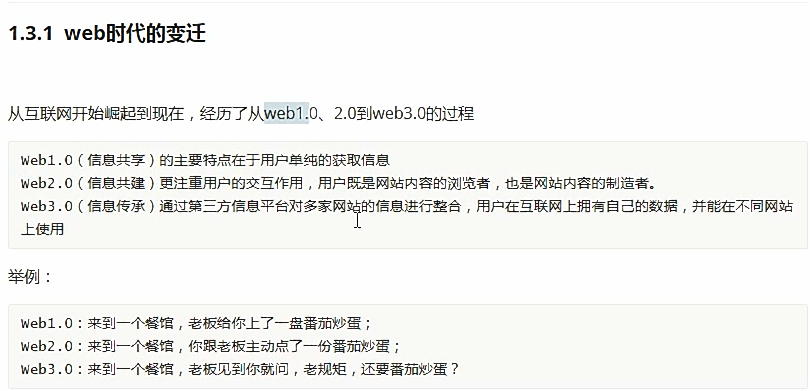 1.3.1 web时代的变迁
从互联网开始崛起到现在，经历了从web1.0、2.0到web3.0的过程
Web1.0（信息共享）的主要特点在于用户单纯的获取信息
Web2.0（信息共建）更注重用户的交互作用，用户既是网站内容的浏览者，也是网站内容的制造者。
Web3.0（信息传承）通过第三方信息平台对多家网站的信息进行整合，用户在互联网上拥有自己的数据，并能在不同网站
上使用
举例：
Web1.0：来到一个餐馆，老板给你上了一盘番茄炒蛋；
Web2.0：来到一个餐馆，你跟老板主动点了一份番茄炒蛋；
Web3.0：来到一个餐馆，老板见到你就问，老规矩，还要番茄炒蛋？